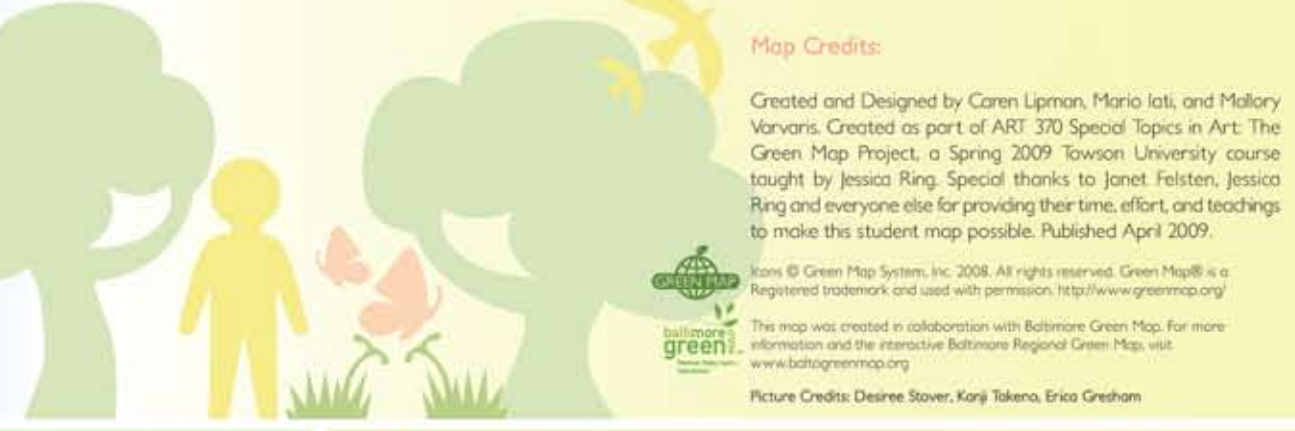 Map Credits:
Created and Designed by Caren Lipman, Mario Iati, and Mallory
Varvaris. Created as part of ART 370 Special Topics in Art: The
Green Map Project, a Spring 2009 Towson University course
taught by Jessica Ring. Special thanks to Janet Felsten, Jessica
Ring and everyone else for providing their time, effort, and teachings
to make this student map possible. Published April 2009.
GREEN MAP
Icons © Green Map System, Inc. 2008. All rights reserved. Green Map® is a
Registered trademark and used with permission. http://www.greenmap.org/
baltimore
green
This map was created in collaboration with Baltimore Green Map. For more
information and the interactive Baltimore Regional Green Map, visit
www.baltogreenmap.org
Picture Credits: Desiree Stover, Kanji Takeno, Erica Gresham